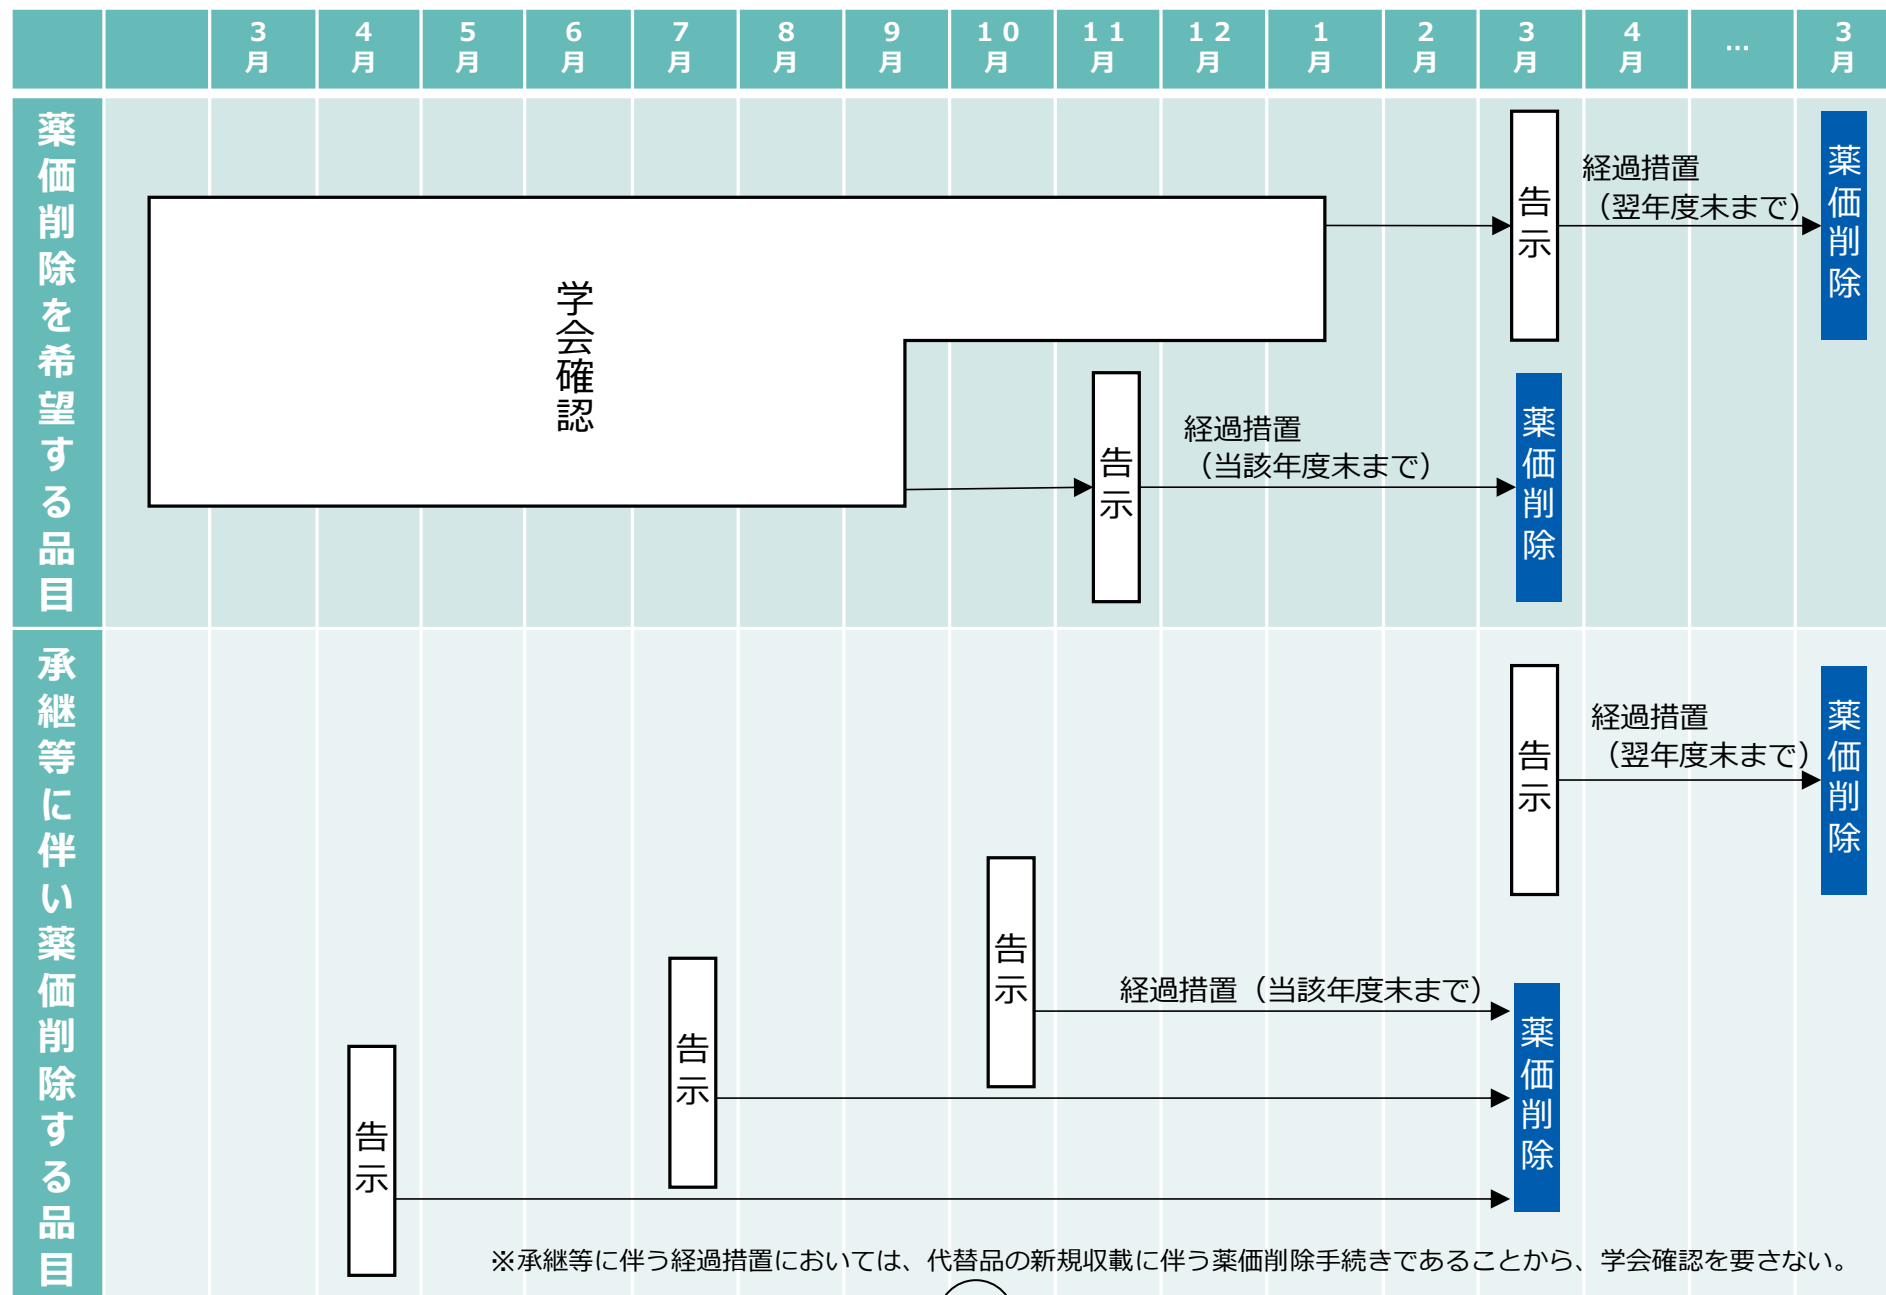 3月 4月 5月 6月 7月 8月 9月 10月 11月 12月 1月 2月 3月 4月 … 3月
薬価削除を希望する品目
学会確認
告示
経過措置
（翌年度末まで）
薬価削除
告示
経過措置
（当該年度末まで）
薬価削除
承継等に伴い薬価削除する品目
告示
経過措置
（翌年度末まで）
薬価削除
告示
経過措置（当該年度末まで）
告示
告示
薬価削除
※承継等に伴う経過措置においては、代替品の新規収載に伴う薬価削除手続きであることから、学会確認を要さない。